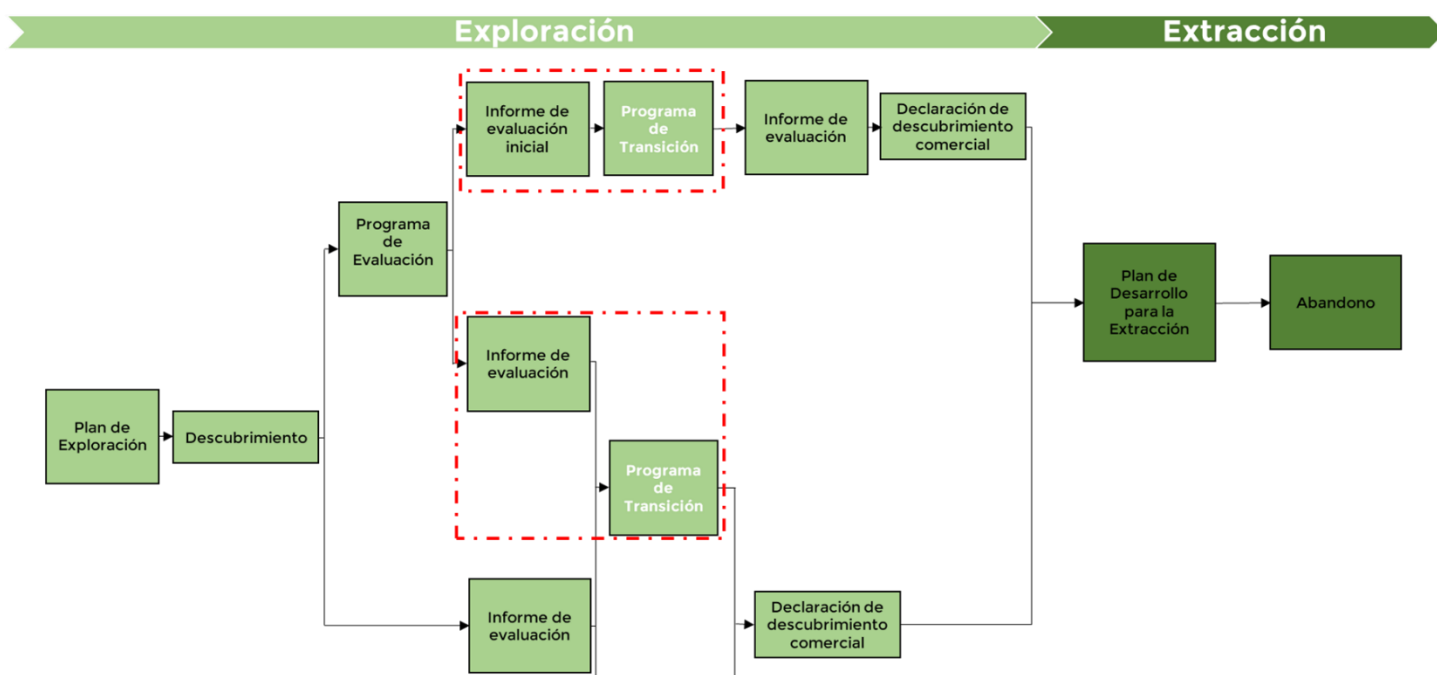 Exploración
Extracción
Informe de
evaluación
inicial
Programa
de
Transición
Informe de
evaluación
Declaración de
descubrimiento
comercial
Programa
de
Evaluación
Plan de
Desarrollo
para la
Extracción
Abandono
Informe de
evaluación
Plan de
Exploración
Descubrimiento
Programa
de
Transición
Informe de
evaluación
Declaración de
descubrimiento
comercial